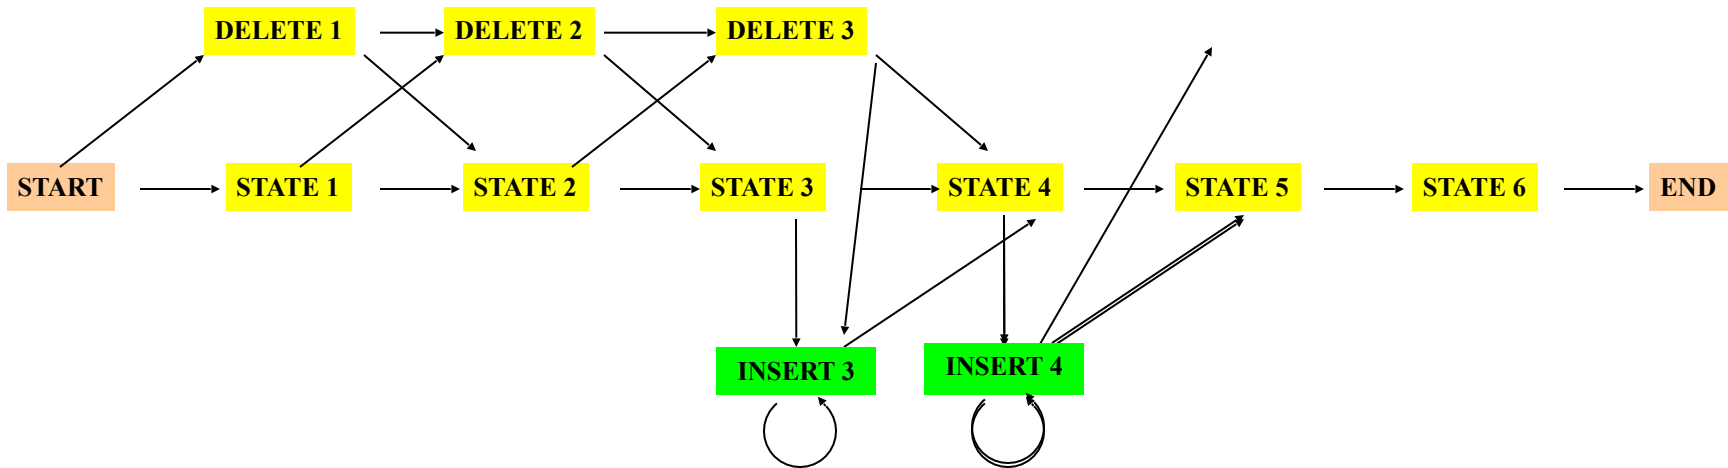 DELETE 1
DELETE 2
DELETE 3
START
STATE 1
STATE 2
STATE 3
STATE 4
STATE 5
STATE 6
END
INSERT 3
INSERT 4